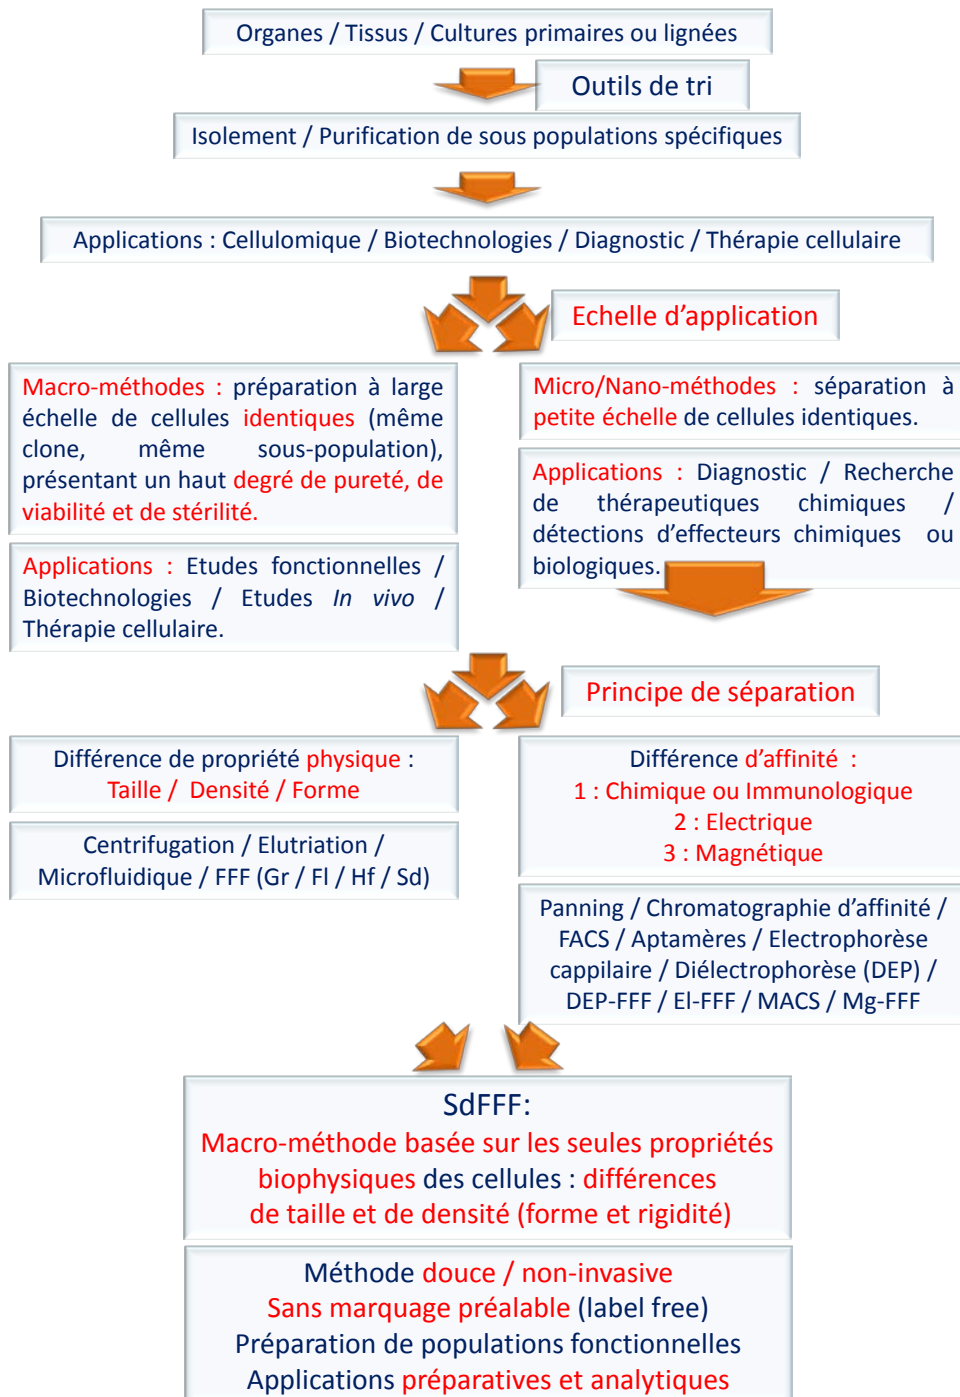 Organes / Tissus / Cultures primaires ou lignées
Outils de tri
Isolement / Purification de sous populations spécifiques
Applications : Cellulomique / Biotechnologies / Diagnostic / Thérapie cellulaire
Echelle d'application
Macro-méthodes : préparation à large
échelle de cellules identiques (même
clone, même sous-population),
présentant un haut degré de pureté, de
viabilité et de stérilité.
Applications : Etudes fonctionnelles /
Biotechnologies / Etudes In vivo /
Thérapie cellulaire.
Micro/Nano-méthodes : séparation à
petite échelle de cellules identiques.
Applications : Diagnostic / Recherche
de thérapeutiques chimiques /
détections d'effecteurs chimiques ou
biologiques.
Principe de séparation
Différence de propriété physique :
Taille / Densité / Forme
Centrifugation / Elutriation /
Microfluidique / FFF (Gr / Fl / Hf / Sd)
Différence d'affinité :
1 : Chimique ou Immunologique
2 : Electrique
3 : Magnétique
Panning / Chromatographie d'affinité /
FACS / Aptamères / Electrophorèse
cappilaire / Diélectrophorèse (DEP) /
DEP-FFF / El-FFF / MACS / Mg-FFF
SdFFF:
Macro-méthode basée sur les seules propriétés
biophysiques des cellules : différences
de taille et de densité (forme et rigidité)
Méthode douce / non-invasive
Sans marquage préalable (label free)
Préparation de populations fonctionnelles
Applications préparatives et analytiques